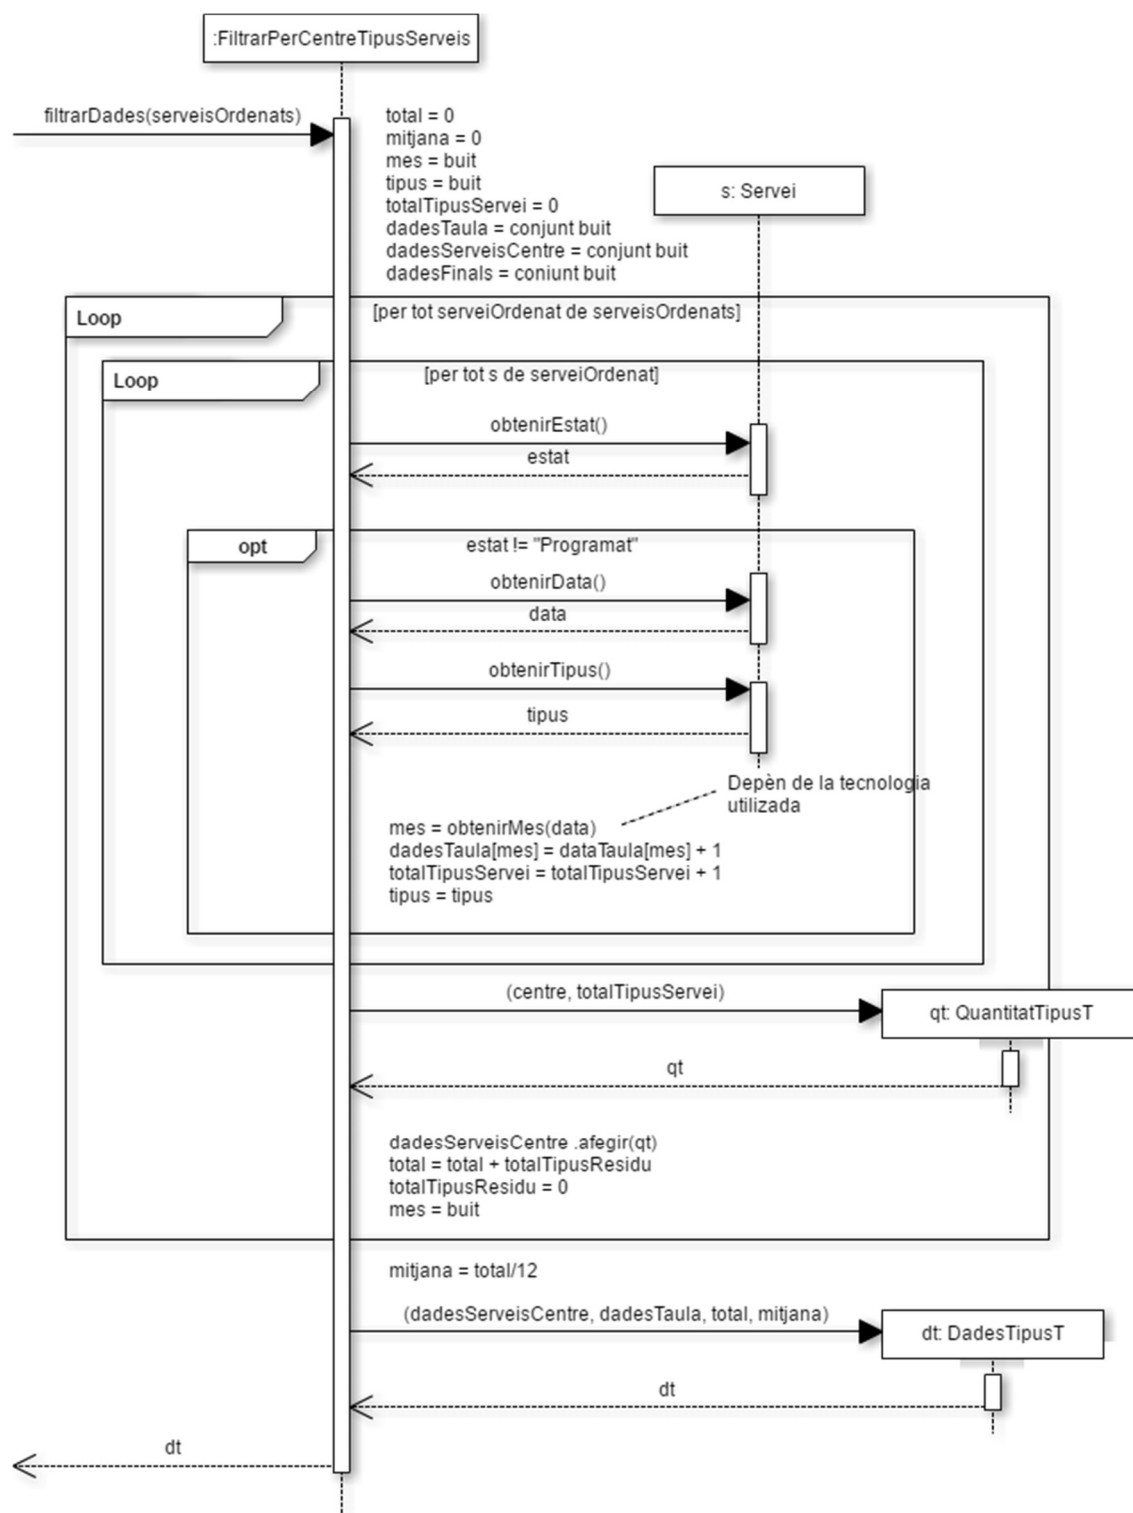 :FiltrarPerCentreTipusServeis
filtrarDades(serveisOrdenats)
total = 0
mitjana = 0
mes = buit
tipus = buit
totalTipusServei = 0
dadesTaula = conjunt buit
dadesServeisCentre = conjunt buit
dadesFinals = conjunt buit
s: Servei
Loop
[per tot serveiOrdenat de serveisOrdenats]
Loop
[per tot s de serveiOrdenat]
obtenirEstat()
estat
opt
estat != "Programat"
obtenirData()
data
obtenirTipus()
tipus
Depèn de la tecnologia
utilizada
mes = obtenirMes(data)
dadesTaula[mes] = dataTaula[mes] + 1
totalTipusServei = totalTipusServei + 1
tipus = tipus
(centre, totalTipusServei)
qt: QuantitatTipusT
qt
dadesServeisCentre .afegir(qt)
total = total + totalTipusResidu
totalTipusResidu = 0
mes = buit
mitjana = total/12
(dadesServeisCentre, dadesTaula, total, mitjana)
dt: DadesTipusT
dt
dt